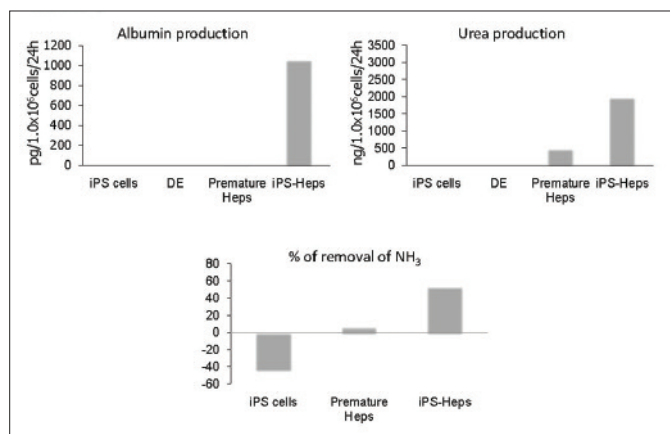 Albumin production
pg/1.0x10⁶cells/24h
1200
1000
800
600
400
200
0
iPS cells DE Premature Heps iPS-Heps
Urea production
ng/1.0x10⁶cells/24h
3500
3000
2500
2000
1500
1000
500
0
iPS cells DE Premature Heps iPS-Heps
% of removal of NH₃
80
60
40
20
0
-20
-40
-60
iPS cells Premature Heps iPS-Heps